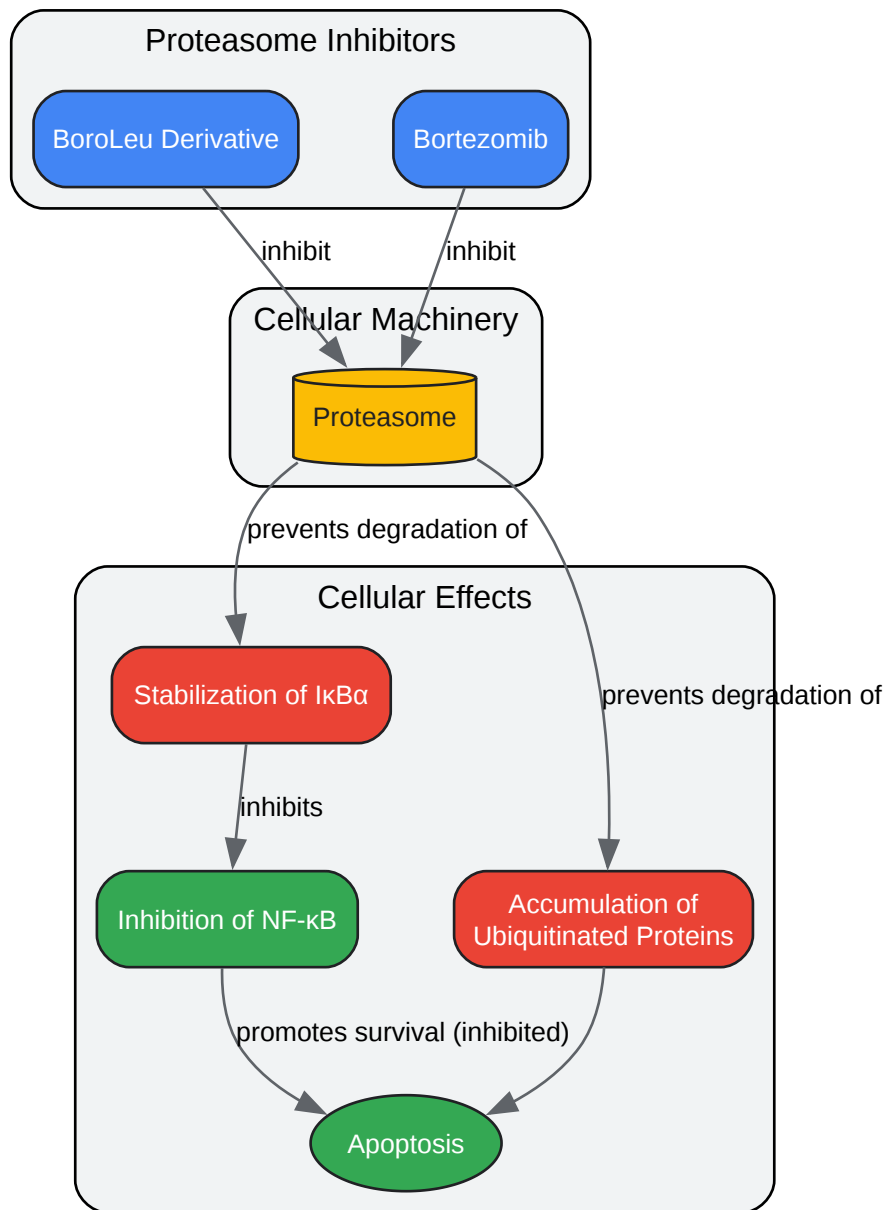 Proteasome Inhibitors
BoroLeu Derivative
Bortezomib
inhibit
inhibit
Cellular Machinery
Proteasome
prevents degradation of
Cellular Effects
Stabilization of IκBα
prevents degradation of
inhibits
Inhibition of NF-κB
Accumulation of
Ubiquitinated Proteins
promotes survival (inhibited)
Apoptosis